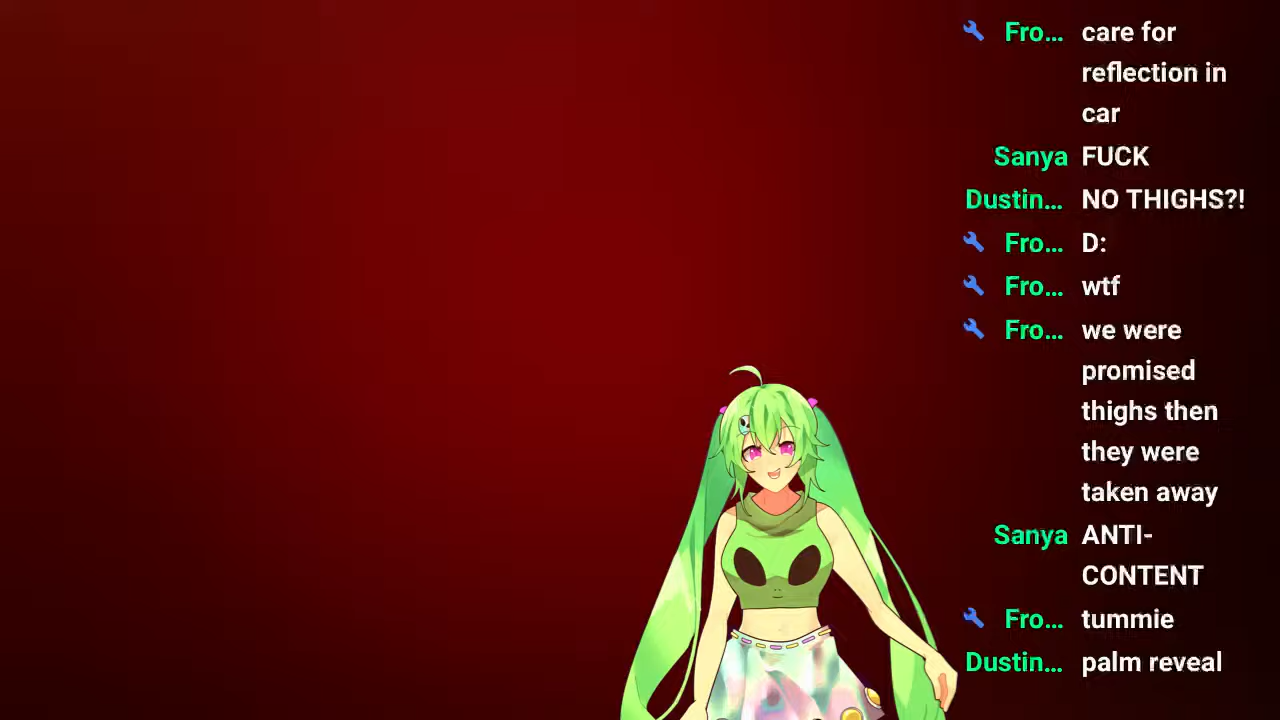 Fro... care for
reflection in
car
Sanya FUCK
Dustin... NO THIGHS?!
Fro... D:
Fro... wtf
Fro... we were
promised
thighs then
they were
taken away
Sanya ANTI-
CONTENT
Fro... tummie
Dustin... palm reveal